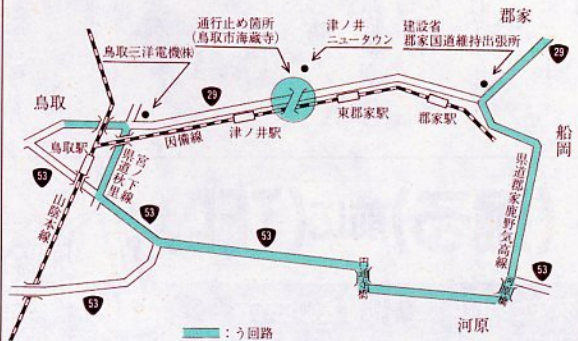 郡家
通行止め箇所
(鳥取市海蔵寺)
津ノ井
ニュータウン
建設省
郡家国道維持出張所
鳥取三洋電機㈱
29
29
鳥取
船岡
鳥取駅
因備線
津ノ井駅
東郡家駅
郡家駅
県道秋里
宮ノ下線
県道郡家鹿野気高線
53
山陰本線
53
53
53
53
河原
:う回路